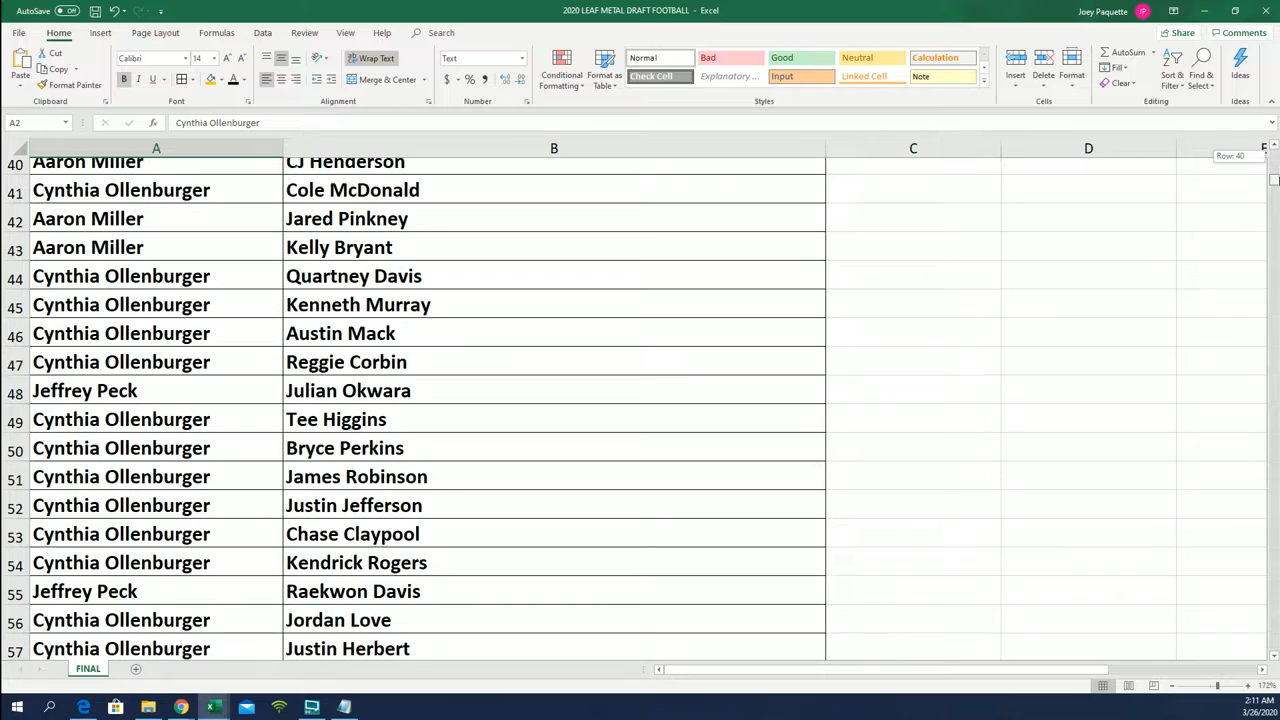 AutoSave Off 2020 LEAF METAL DRAFT FOOTBALL - Excel Joey Paquette JP
File Home Insert Page Layout Formulas Data Review View Help Search Share Comments
Paste Cut Copy Format Painter
Calibri 14 A A B I U A
Wrap Text Merge & Center
Text $ % 9
Conditional Formatting Format as Table
Normal Bad Good Neutral Calculation
Check Cell Explanatory ... Input Linked Cell Note
Insert Delete Format
AutoSum Fill Clear Sort & Filter Find & Select Ideas
Clipboard Font Alignment Number Styles Cells Editing Ideas
A2 fx Cynthia Ollenburger
A B C D E
Row: 40
40 Aaron Miller CJ Henderson
41 Cynthia Ollenburger Cole McDonald
42 Aaron Miller Jared Pinkney
43 Aaron Miller Kelly Bryant
44 Cynthia Ollenburger Quartney Davis
45 Cynthia Ollenburger Kenneth Murray
46 Cynthia Ollenburger Austin Mack
47 Cynthia Ollenburger Reggie Corbin
48 Jeffrey Peck Julian Okwara
49 Cynthia Ollenburger Tee Higgins
50 Cynthia Ollenburger Bryce Perkins
51 Cynthia Ollenburger James Robinson
52 Cynthia Ollenburger Justin Jefferson
53 Cynthia Ollenburger Chase Claypool
54 Cynthia Ollenburger Kendrick Rogers
55 Jeffrey Peck Raekwon Davis
56 Cynthia Ollenburger Jordan Love
57 Cynthia Ollenburger Justin Herbert
FINAL
172%
2:11 AM
3/26/2020